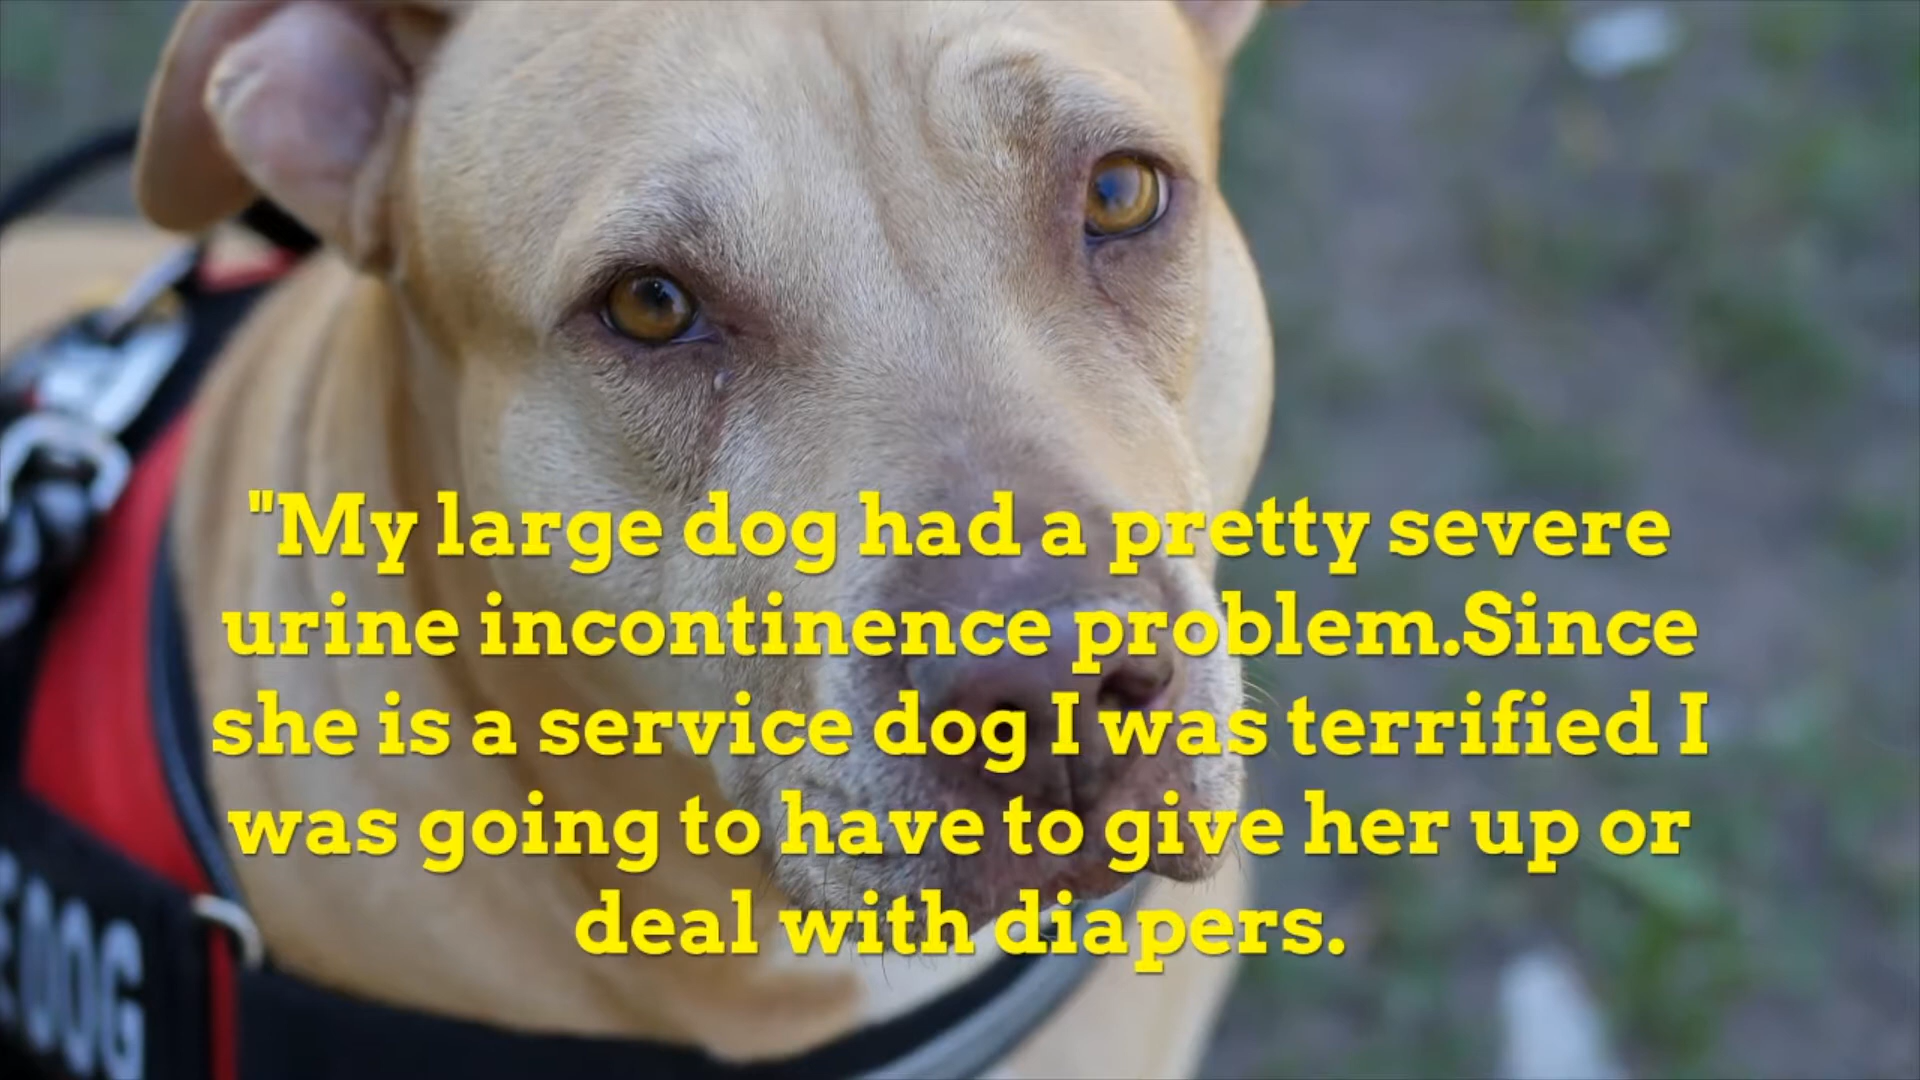 "My large dog had a pretty severe
urine incontinence problem.Since
she is a service dog I was terrified I
was going to have to give her up or
deal with diapers.
DOG